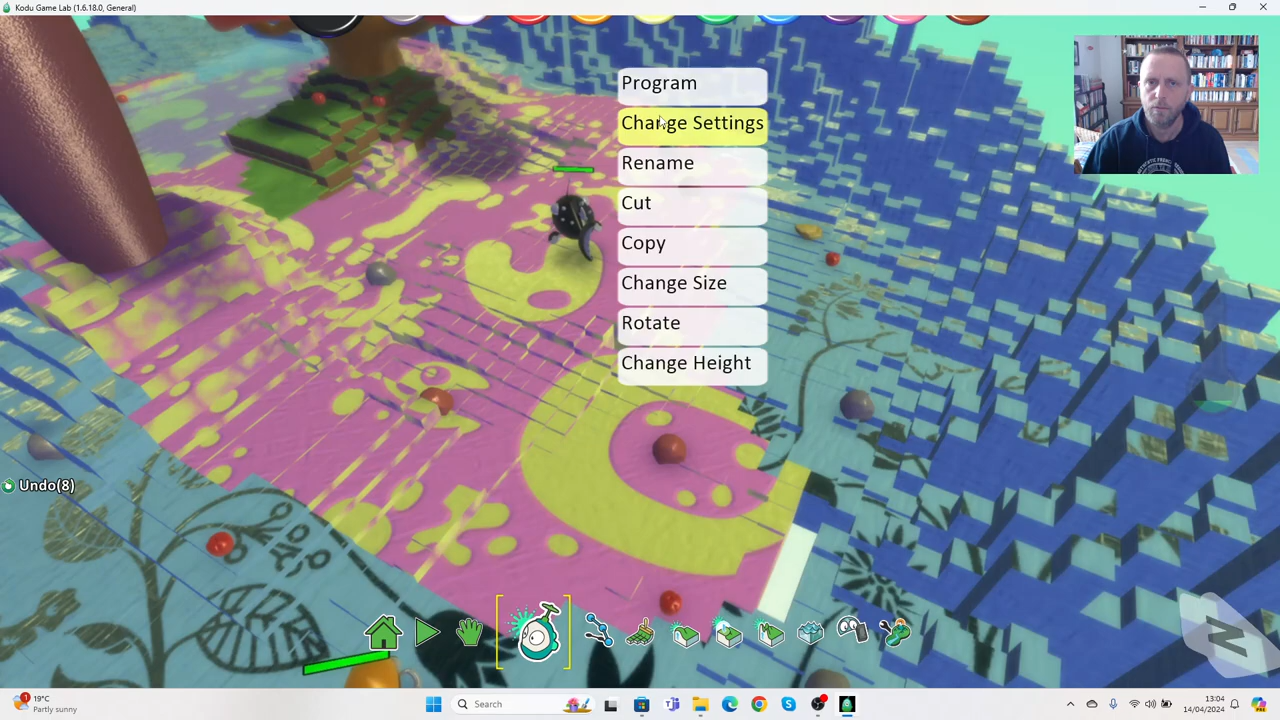 Kodu Game Lab (1.6.18.0, General)
Program
Change Settings
Rename
Cut
Copy
Change Size
Rotate
Change Height
Undo(8)
N
1
19°C
Partly sunny
Search
13:04
14/04/2024